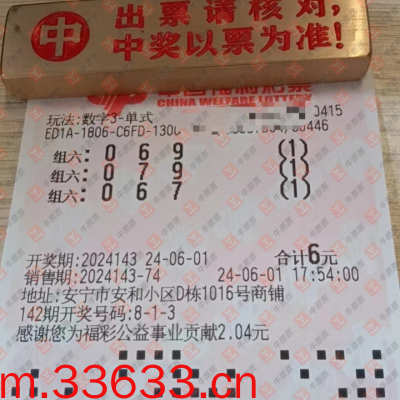 中
出票请核对,
中奖以票为准!
CHINA WELFARE LOTTERY
玩法:数字3-单式
0415
ED1A-1806-C6FD-130
0446
组六: 0 6 9 (1)
组六: 0 7 9 (1)
组六: 0 6 7 (1)
开奖期:2024143 24-06-01 合计6元
销售期:2024143-74 24-06-01 17:54:00
地址:安宁市安和小区D栋1016号商铺
142期开奖号码:8-1-3
感谢您为福彩公益事业贡献2.04元
m.33633.cn